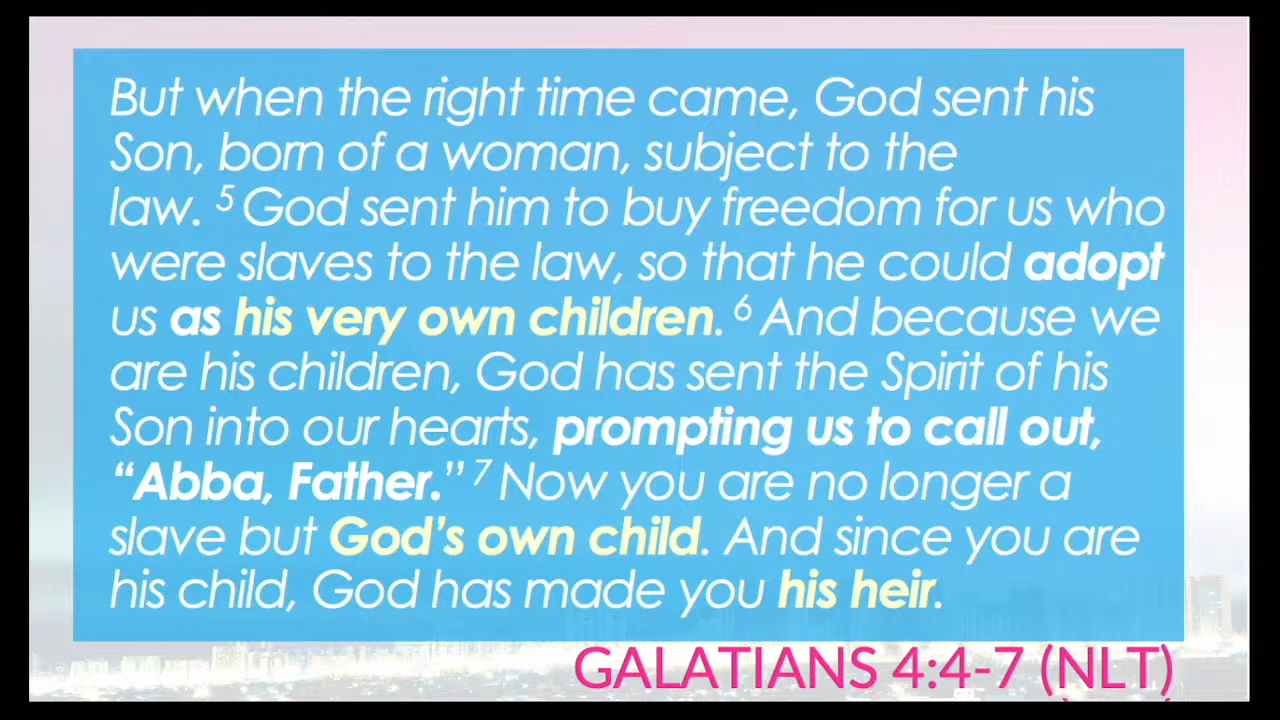 But when the right time came, God sent his
Son, born of a woman, subject to the
law. ⁵ God sent him to buy freedom for us who
were slaves to the law, so that he could adopt
us as his very own children. ⁶ And because we
are his children, God has sent the Spirit of his
Son into our hearts, prompting us to call out,
“Abba, Father.” ⁷ Now you are no longer a
slave but God’s own child. And since you are
his child, God has made you his heir.
GALATIANS 4:4-7 (NLT)